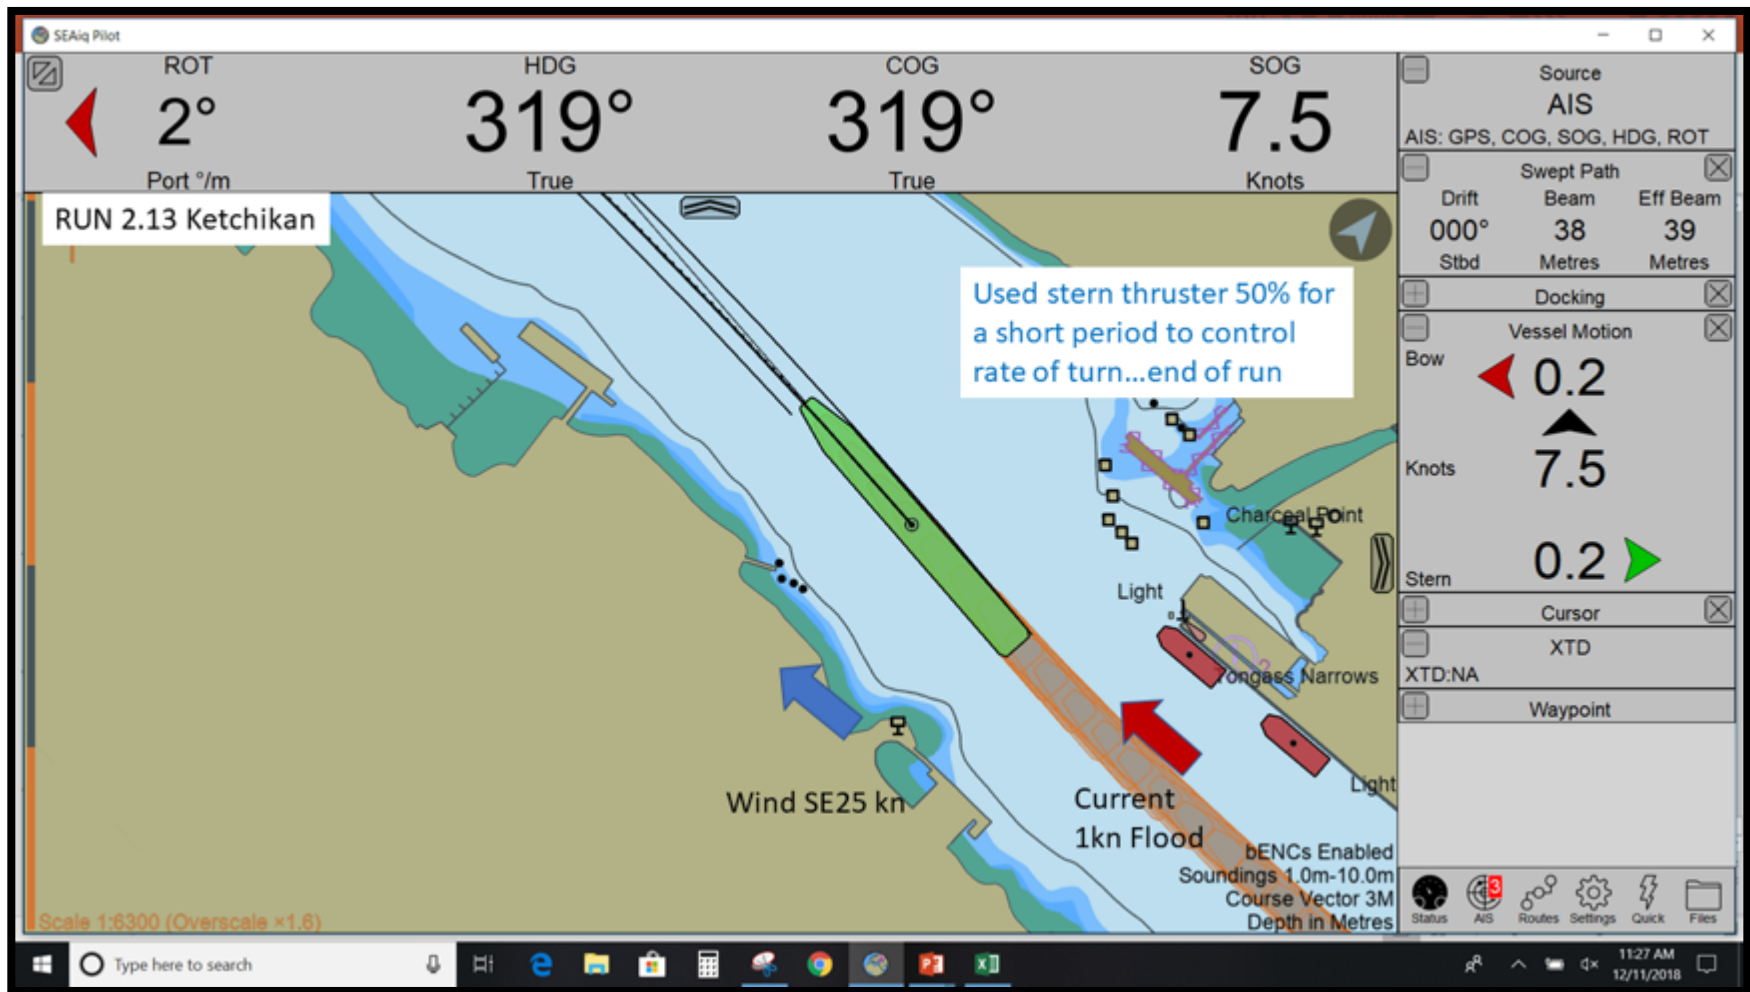 SEAiq Pilot
ROT
2°
Port °/m
HDG
319°
True
COG
319°
True
SOG
7.5
Knots
RUN 2.13 Ketchikan
Used stern thruster 50% for
a short period to control
rate of turn...end of run
Charcoal Point
Light
Tongass Narrows
Light
Wind SE25 kn
Current
1kn Flood
bENCs Enabled
Soundings 1.0m-10.0m
Course Vector 3M
Depth in Metres
Scale 1:6300 (Overscale ×1.6)
Source
AIS
AIS: GPS, COG, SOG, HDG, ROT
Swept Path
Drift Beam Eff Beam
000° 38 39
Stbd Metres Metres
Docking
Vessel Motion
Bow
0.2
Knots
7.5
Stern
0.2
Cursor
XTD
XTD:NA
Waypoint
3
Status AIS Routes Settings Quick Files
Type here to search
11:27 AM
12/11/2018